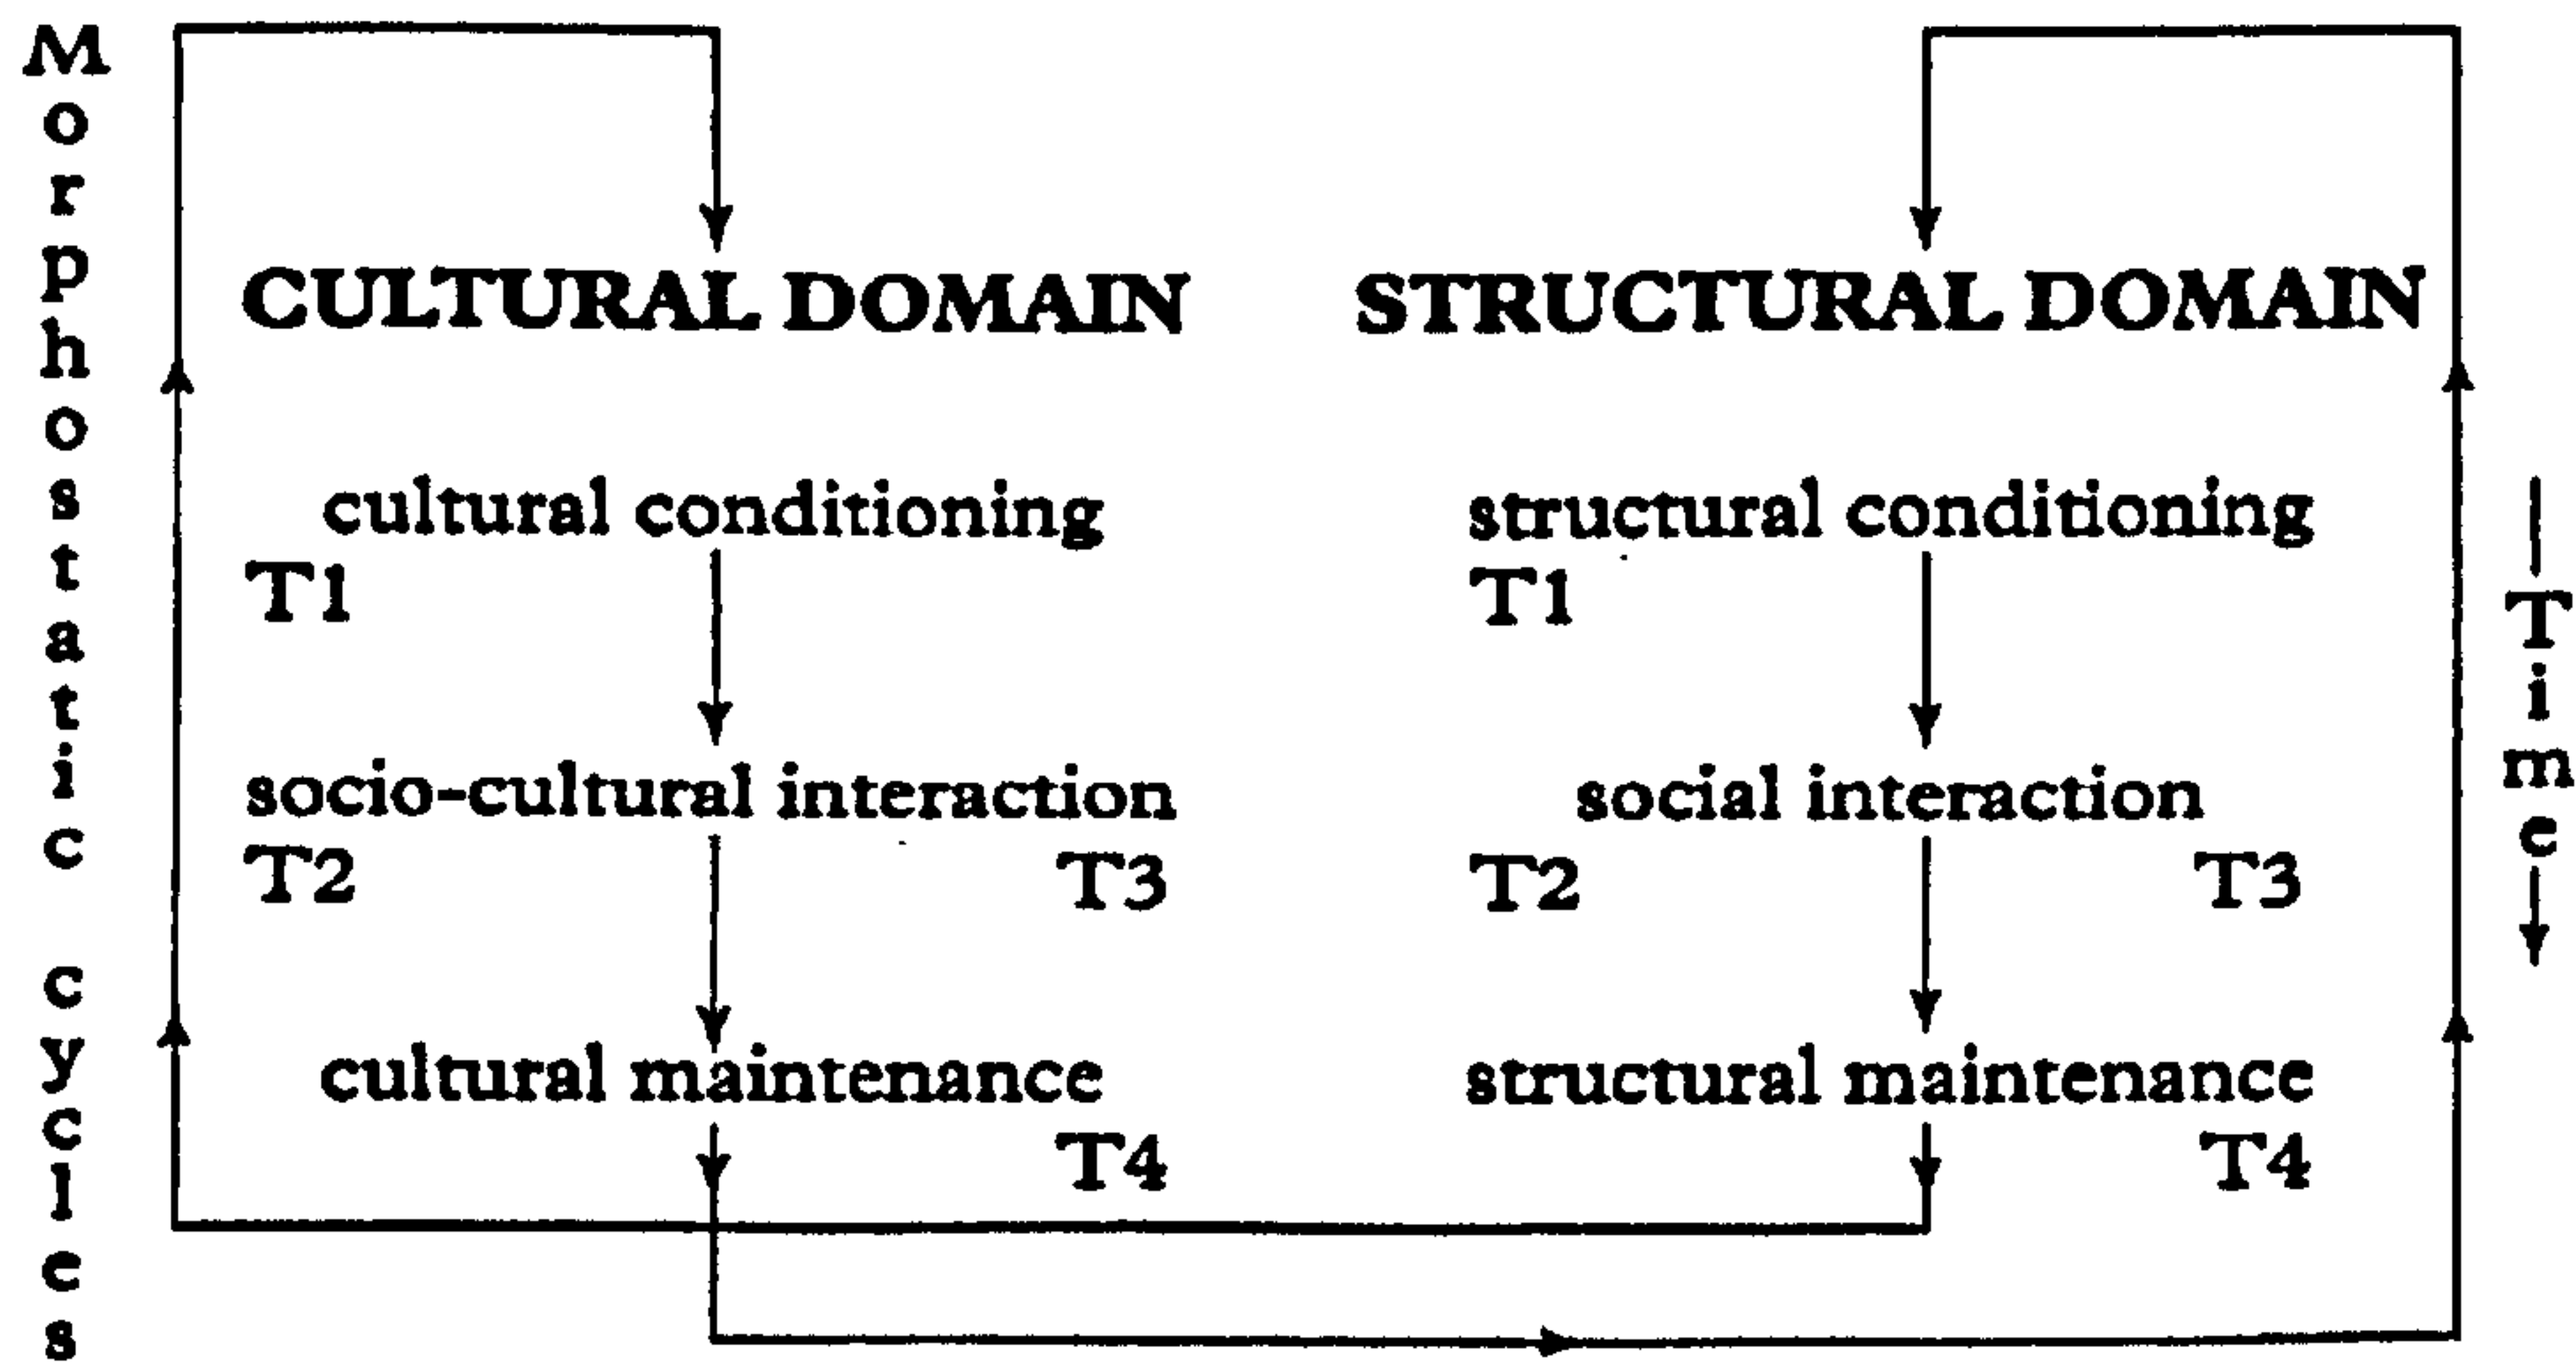 Morphostatic cycles
CULTURAL DOMAIN
cultural conditioning
T1
socio-cultural interaction
T2 T3
cultural maintenance
T4
STRUCTURAL DOMAIN
structural conditioning
T1
social interaction
T2 T3
structural maintenance
T4
Time